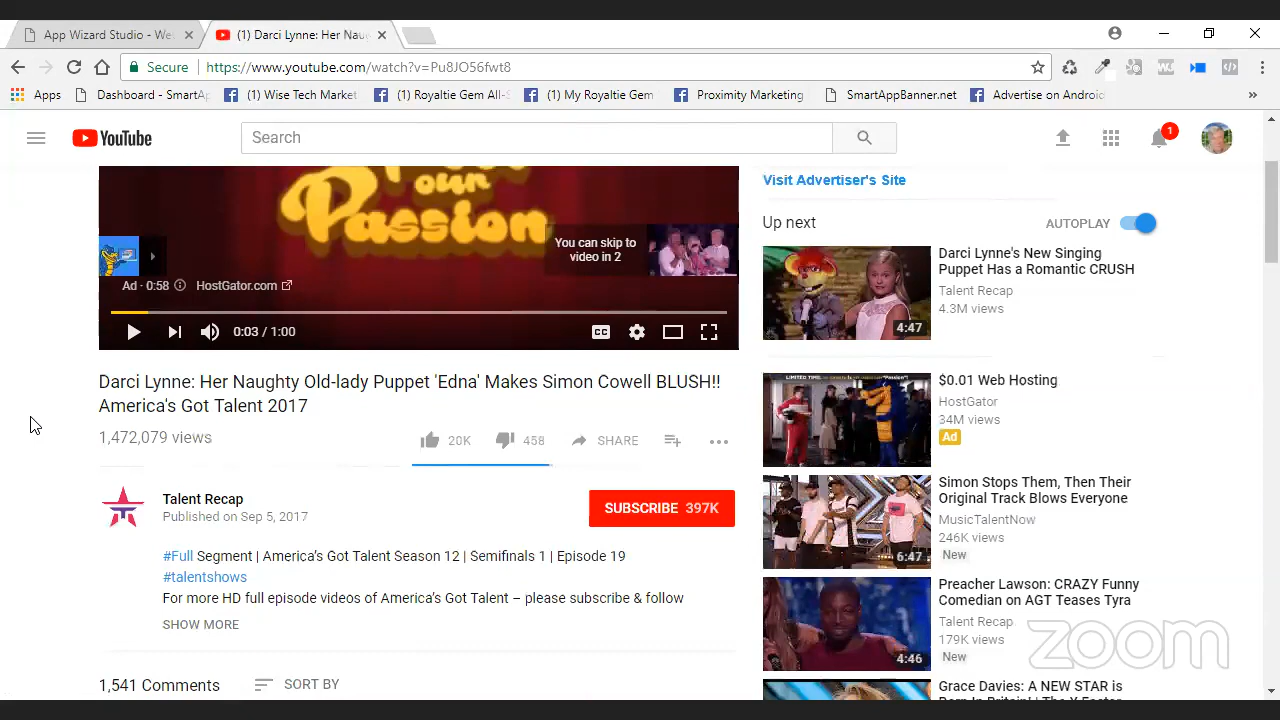 App Wizard Studio - We
(1) Darci Lynne: Her Naug
Secure
https://www.youtube.com/watch?v=Pu8JO56fwt8
Apps
Dashboard - SmartAp
(1) Wise Tech Market
(1) Royaltie Gem All-S
(1) My Royaltie Gem
Proximity Marketing
SmartAppBanner.net
Advertise on Android
YouTube
Search
1
our
Passion
You can skip to
video in 2
Ad · 0:58
HostGator.com
0:03 / 1:00
CC
Darci Lynne: Her Naughty Old-lady Puppet 'Edna' Makes Simon Cowell BLUSH!!
America's Got Talent 2017
1,472,079 views
20K
458
SHARE
Talent Recap
Published on Sep 5, 2017
SUBSCRIBE 397K
#Full Segment | America's Got Talent Season 12 | Semifinals 1 | Episode 19
#talentshows
For more HD full episode videos of America's Got Talent – please subscribe & follow
SHOW MORE
1,541 Comments
SORT BY
Visit Advertiser's Site
Up next
AUTOPLAY
4:47
Darci Lynne's New Singing
Puppet Has a Romantic CRUSH
Talent Recap
4.3M views
LIMITED TIME
"Passion"
$0.01 Web Hosting
HostGator
34M views
Ad
6:47
Simon Stops Them, Then Their
Original Track Blows Everyone
MusicTalentNow
246K views
New
4:46
Preacher Lawson: CRAZY Funny
Comedian on AGT Teases Tyra
Talent Recap
179K views
New
Grace Davies: A NEW STAR is
zoom